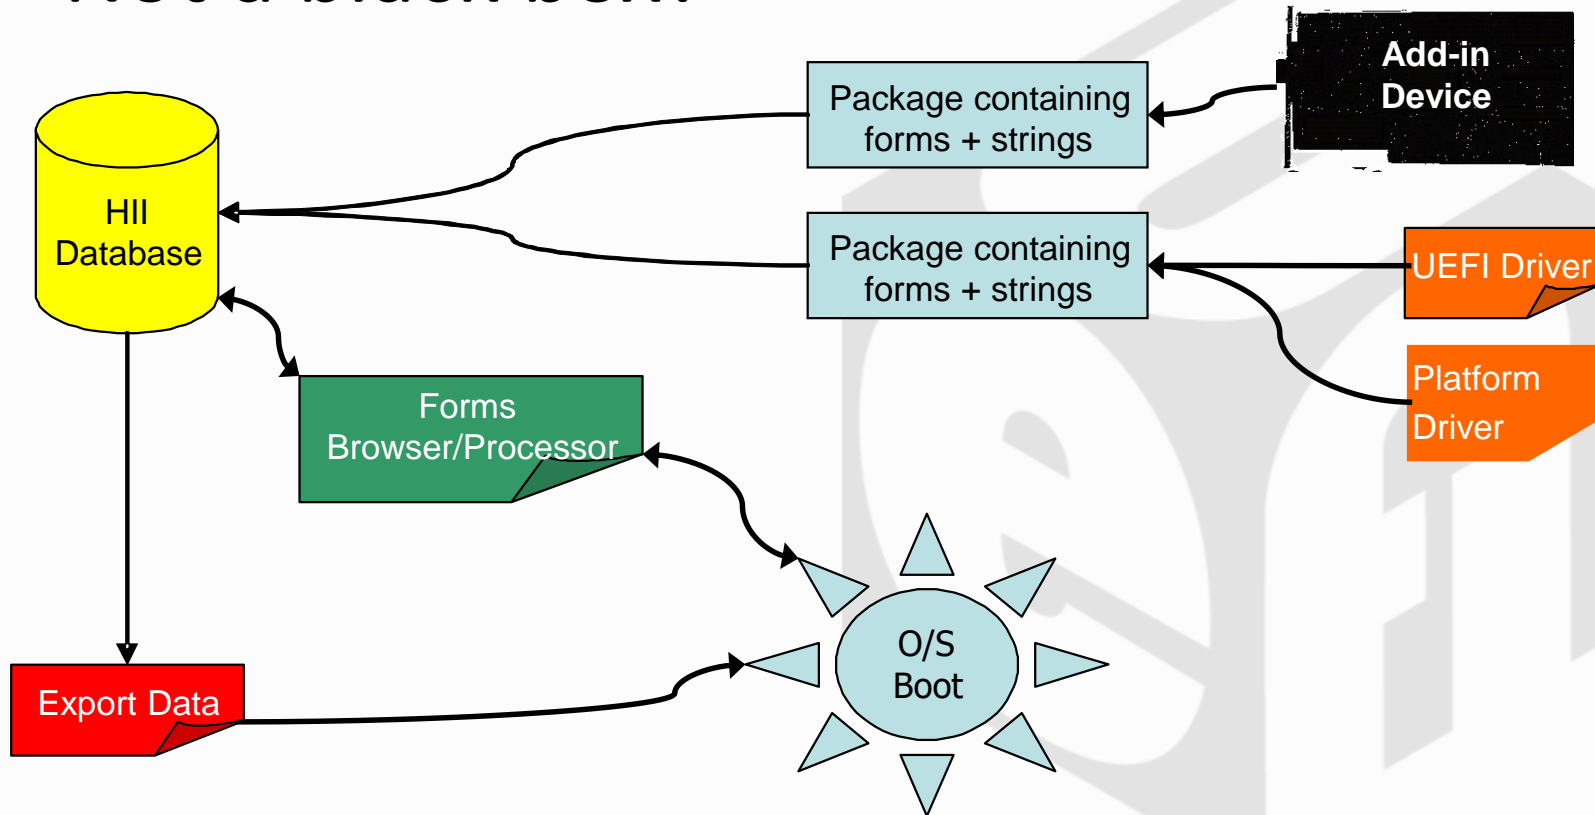 Add-in
Device
Package containing
forms + strings
HII
Database
Package containing
forms + strings
UEFI Driver
Platform
Driver
Forms
Browser/Processor
O/S
Boot
Export Data